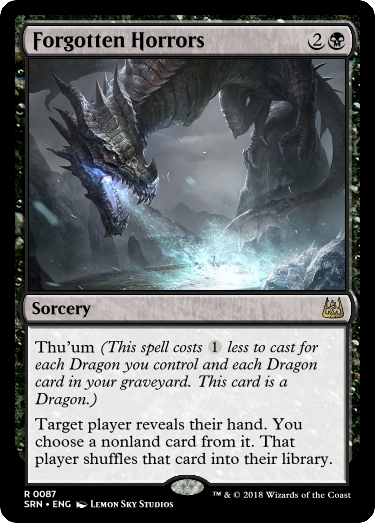 Forgotten Horrors 2
Sorcery
Thu'um (This spell costs 1 less to cast for
each Dragon you control and each Dragon
card in your graveyard. This card is a
Dragon.)
Target player reveals their hand. You
choose a nonland card from it. That
player shuffles that card into their library.
R 0087
SRN • ENG Lemon Sky Studios
™ & © 2018 Wizards of the Coast